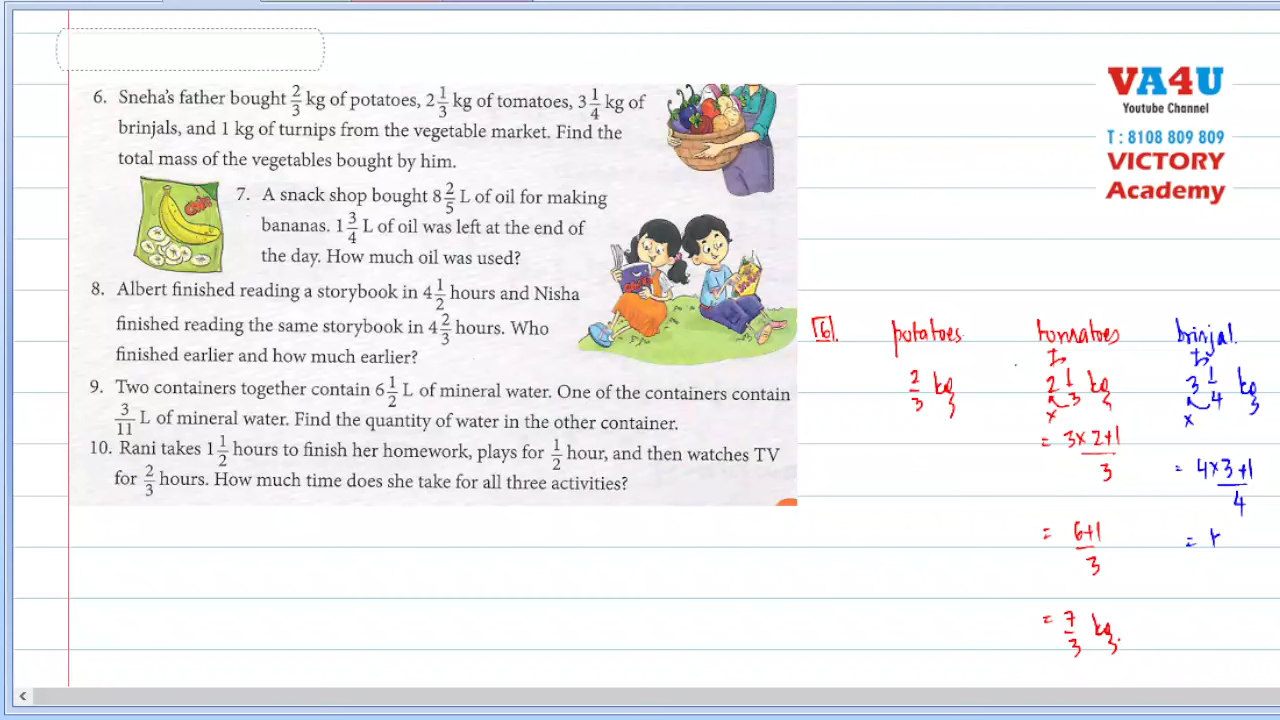 6. Sneha's father bought 2/3 kg of potatoes, 2 1/3 kg of tomatoes, 3 1/4 kg of
brinjals, and 1 kg of turnips from the vegetable market. Find the
total mass of the vegetables bought by him.
7. A snack shop bought 8 2/5 L of oil for making
bananas. 1 3/4 L of oil was left at the end of
the day. How much oil was used?
8. Albert finished reading a storybook in 4 1/2 hours and Nisha
finished reading the same storybook in 4 2/3 hours. Who
finished earlier and how much earlier?
9. Two containers together contain 6 1/2 L of mineral water. One of the containers contain
3/11 L of mineral water. Find the quantity of water in the other container.
10. Rani takes 1 1/2 hours to finish her homework, plays for 1/2 hour, and then watches TV
for 2/3 hours. How much time does she take for all three activities?
VA4U
Youtube Channel
T : 8108 809 809
VICTORY
Academy
[6]. potatoes tomatoes brinjal.
2/3 kg 2 1/3 kg 3 1/4 kg
x x
= 3 x 2 + 1 / 3 = 4 x 3 + 1 / 4
= 6+1 / 3 =
= 7/3 kg.